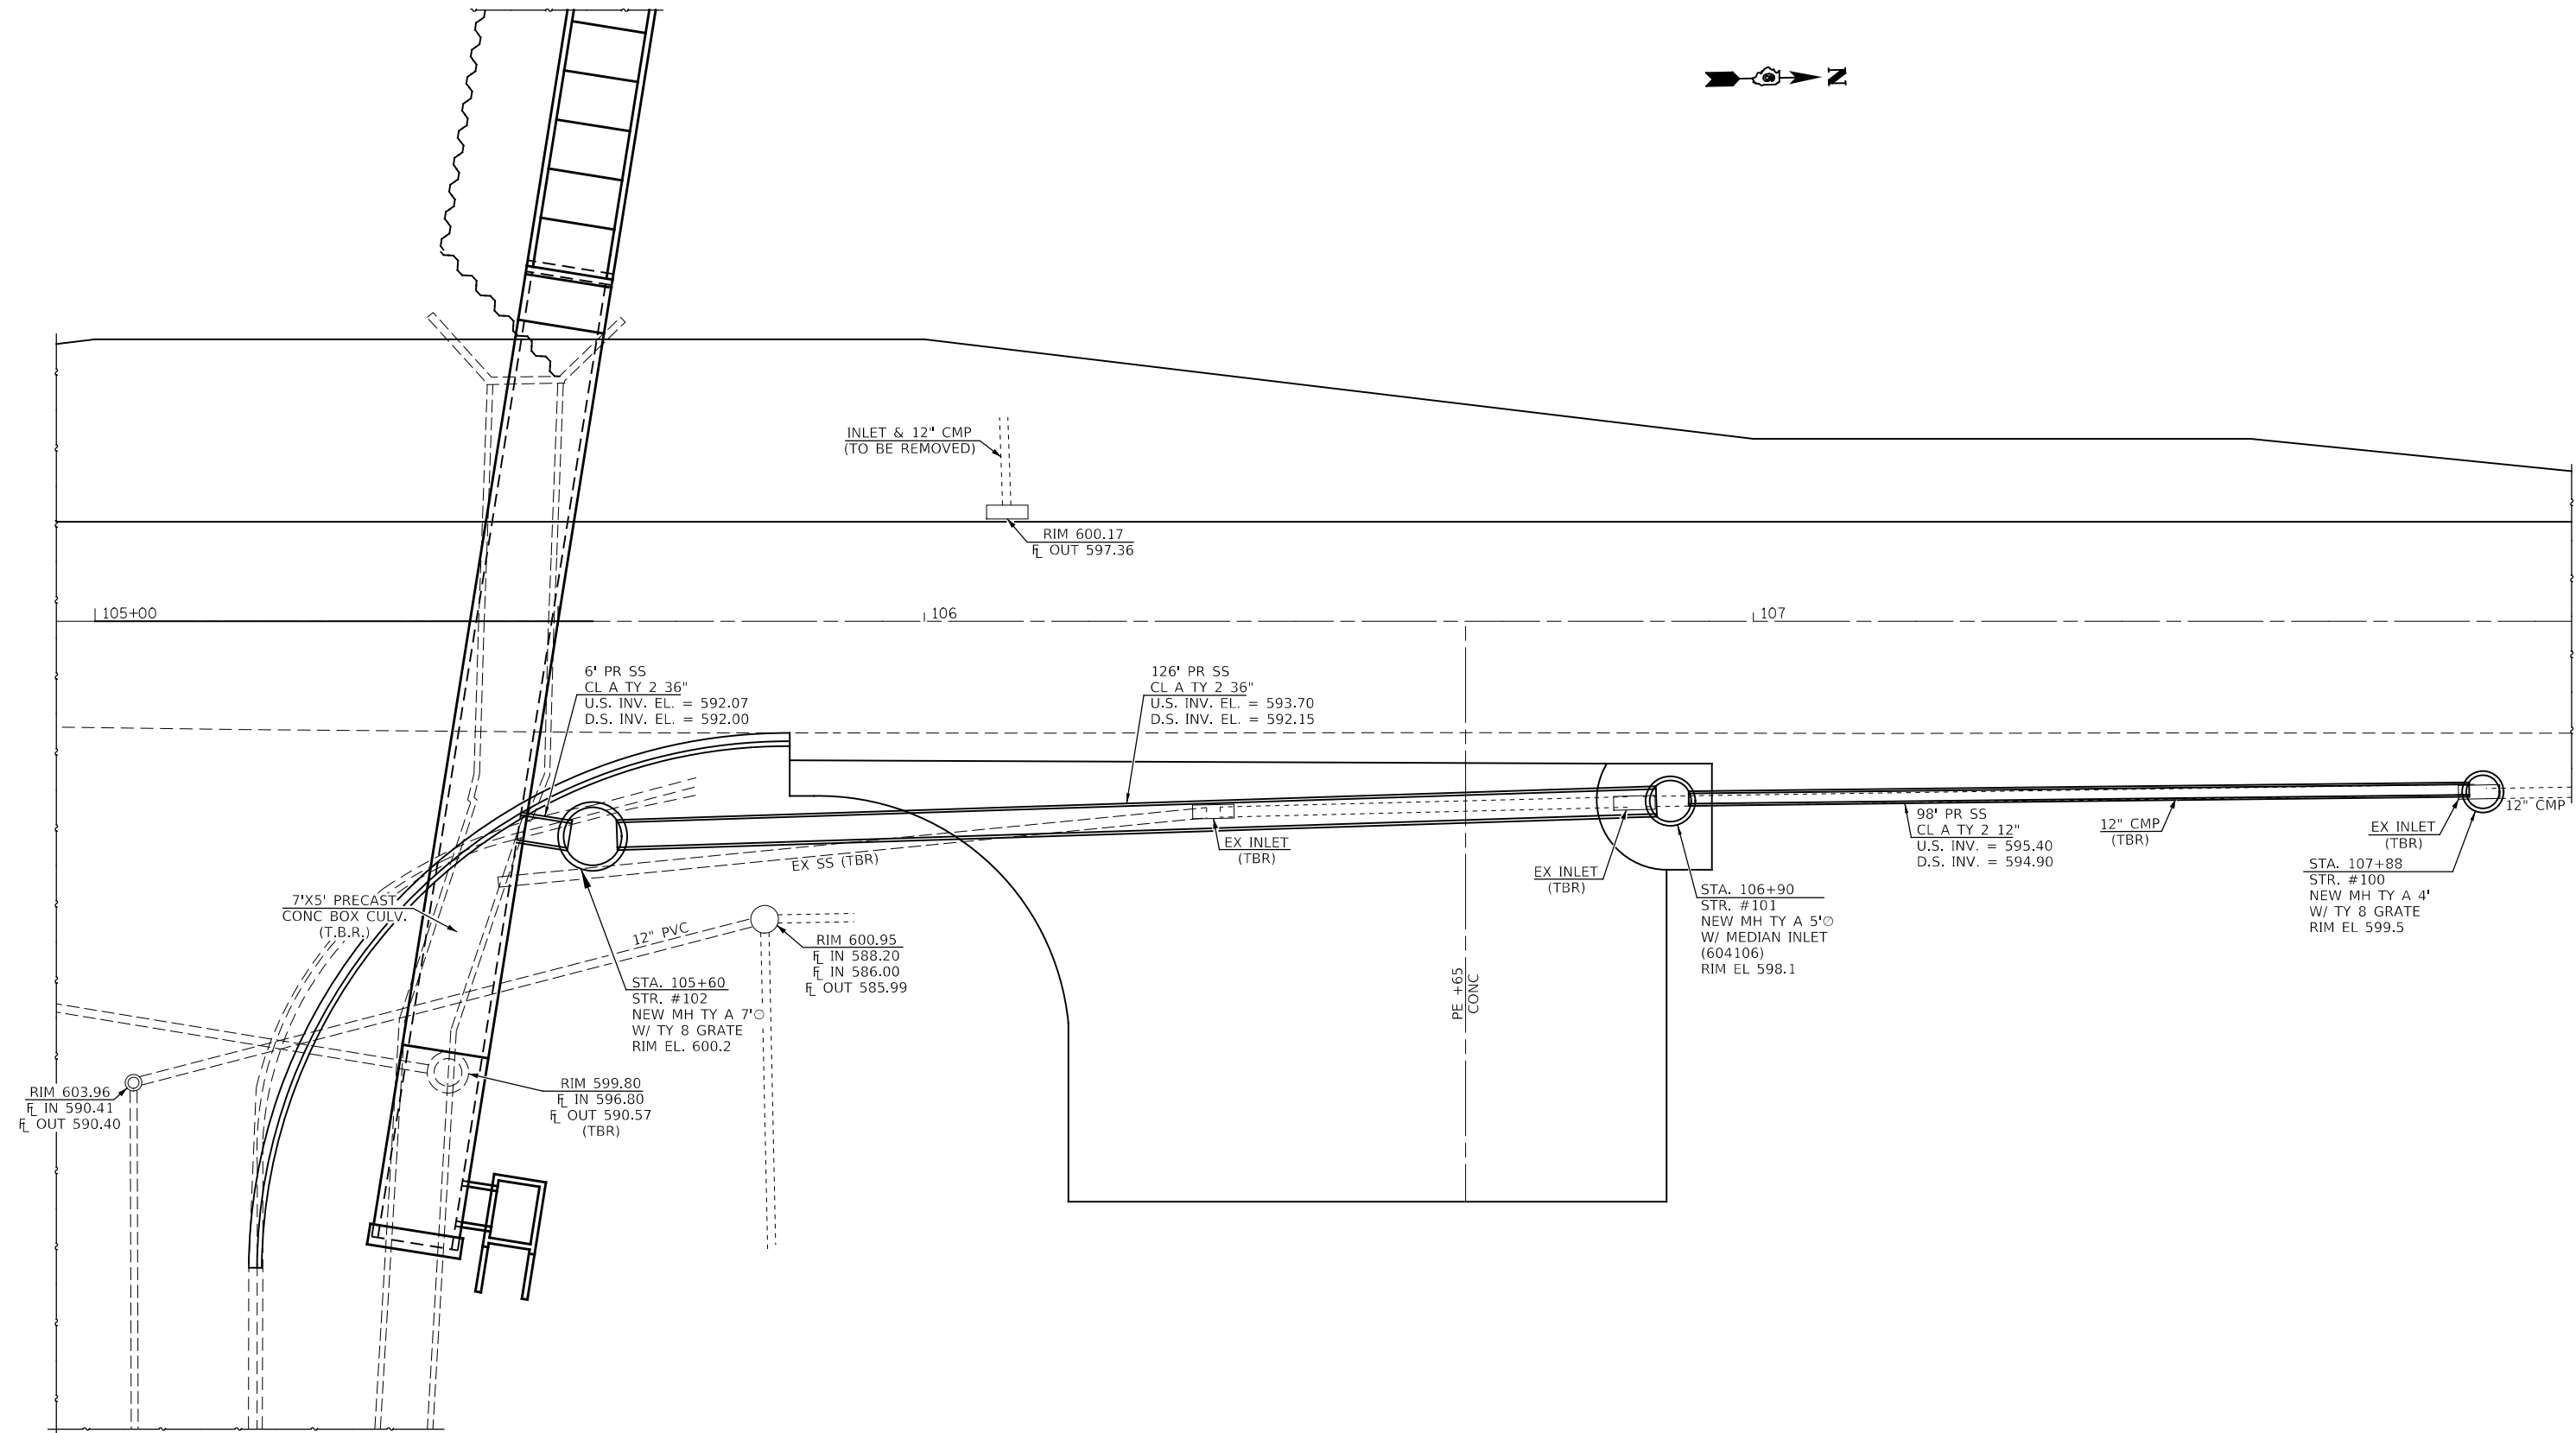 N
INLET & 12" CMP
(TO BE REMOVED)
RIM 600.17
FL OUT 597.36
105+00
106
107
6' PR SS
CL A TY 2 36"
U.S. INV. EL. = 592.07
D.S. INV. EL. = 592.00
126' PR SS
CL A TY 2 36"
U.S. INV. EL. = 593.70
D.S. INV. EL. = 592.15
EX SS (TBR)
EX INLET
(TBR)
EX INLET
(TBR)
98' PR SS
CL A TY 2 12"
U.S. INV. = 595.40
D.S. INV. = 594.90
12" CMP
(TBR)
EX INLET
(TBR)
12" CMP
STA. 107+88
STR. #100
NEW MH TY A 4'
W/ TY 8 GRATE
RIM EL 599.5
STA. 106+90
STR. #101
NEW MH TY A 5'∅
W/ MEDIAN INLET
(604106)
RIM EL 598.1
7'X5' PRECAST
CONC BOX CULV.
(T.B.R.)
12" PVC
RIM 600.95
FL IN 588.20
FL IN 586.00
FL OUT 585.99
STA. 105+60
STR. #102
NEW MH TY A 7'∅
W/ TY 8 GRATE
RIM EL. 600.2
PE +65
CONC
RIM 603.96
FL IN 590.41
FL OUT 590.40
RIM 599.80
FL IN 596.80
FL OUT 590.57
(TBR)